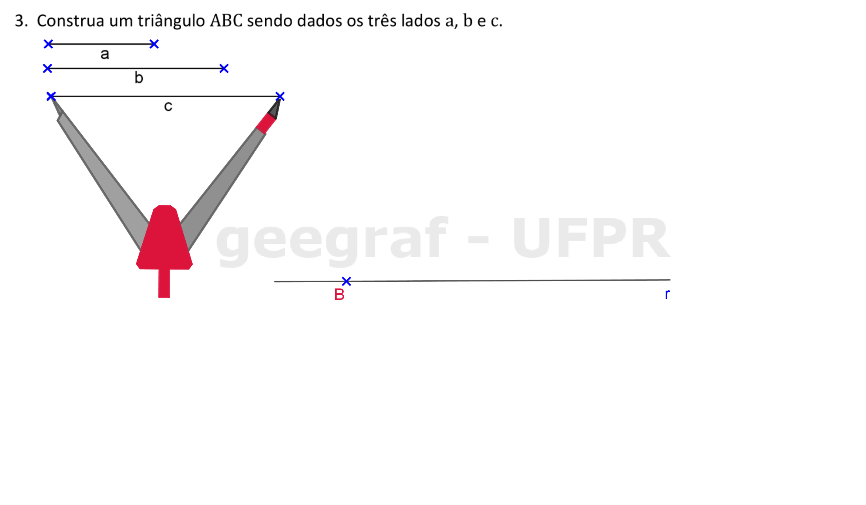 3. Construa um triângulo ABC sendo dados os três lados a, b e c.
a
b
c
geegraf - UFPR
B
r